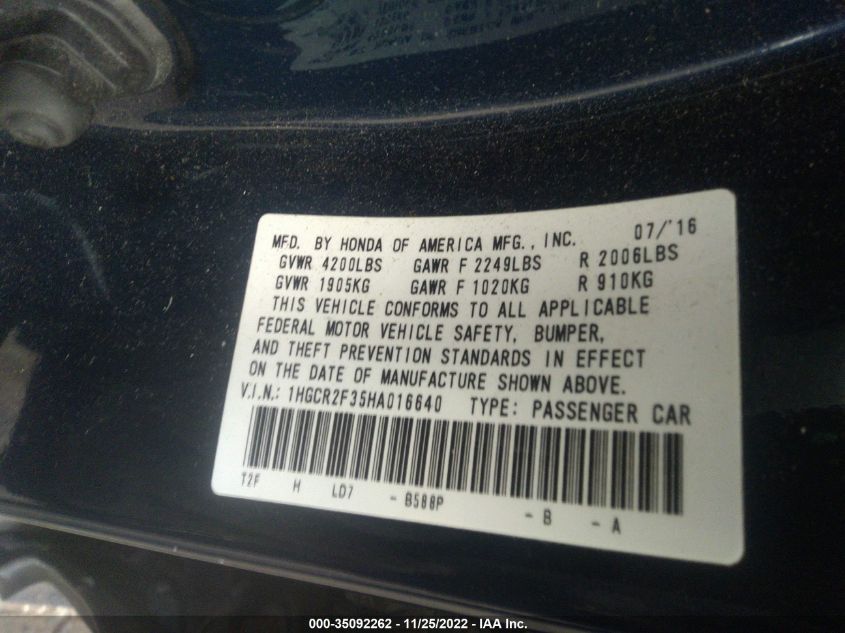 MFD. BY HONDA OF AMERICA MFG., INC. 07/'16
GVWR 4200LBS GAWR F 2249LBS R 2006LBS
GVWR 1905KG GAWR F 1020KG R 910KG
THIS VEHICLE CONFORMS TO ALL APPLICABLE
FEDERAL MOTOR VEHICLE SAFETY, BUMPER,
AND THEFT PREVENTION STANDARDS IN EFFECT
ON THE DATE OF MANUFACTURE SHOWN ABOVE.
V.I.N.: 1HGCR2F35HA016640 TYPE: PASSENGER CAR
T2F H LD7 - B588P - B - A
000-35092262 - 11/25/2022 - IAA Inc.